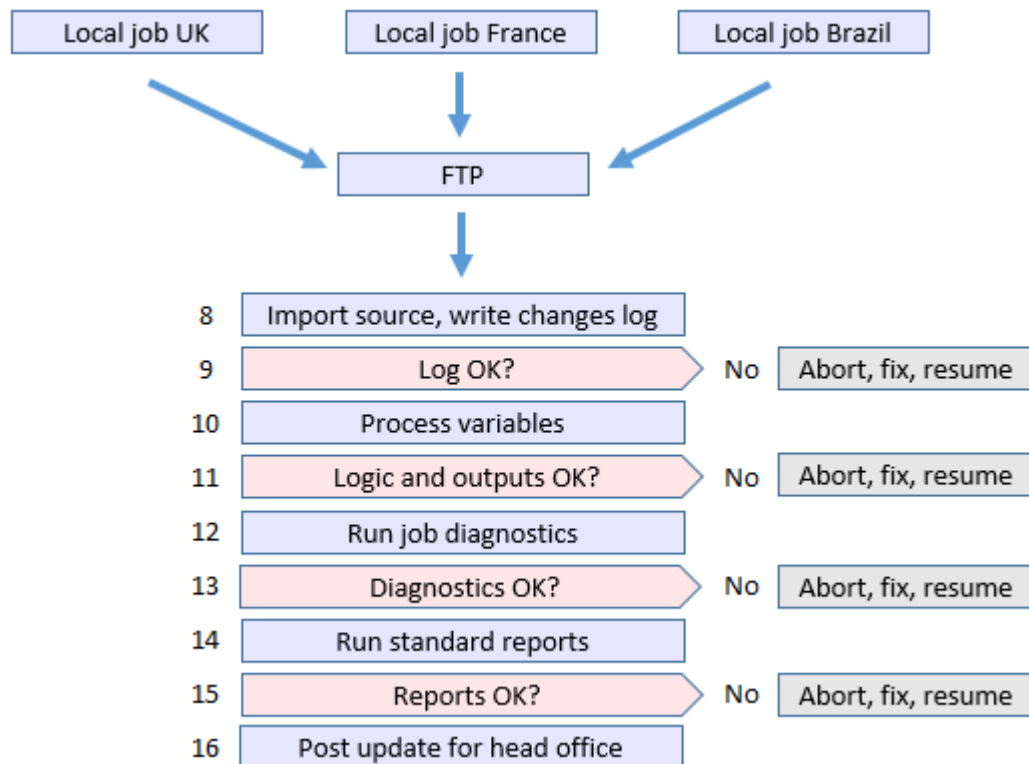 Local job UK
Local job France
Local job Brazil
FTP
8 Import source, write changes log
9 Log OK? No Abort, fix, resume
10 Process variables
11 Logic and outputs OK? No Abort, fix, resume
12 Run job diagnostics
13 Diagnostics OK? No Abort, fix, resume
14 Run standard reports
15 Reports OK? No Abort, fix, resume
16 Post update for head office